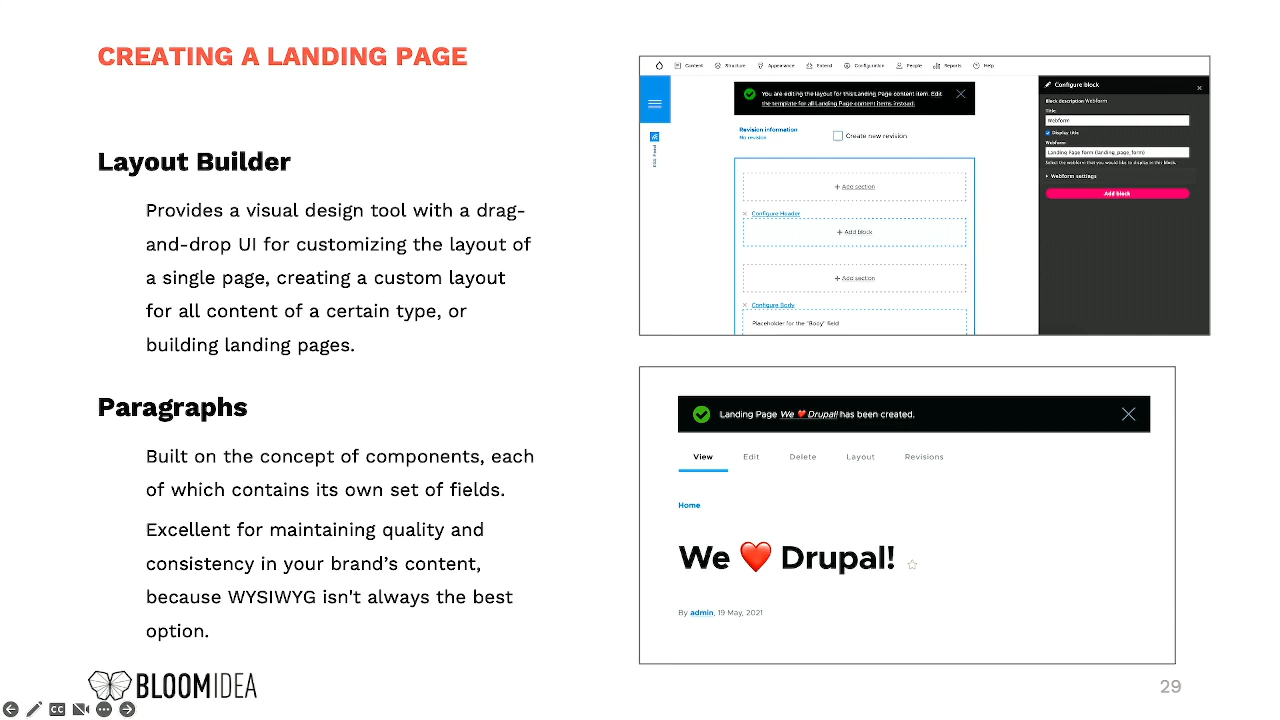 CREATING A LANDING PAGE
Layout Builder
Provides a visual design tool with a drag-
and-drop UI for customizing the layout of
a single page, creating a custom layout
for all content of a certain type, or
building landing pages.
Paragraphs
Built on the concept of components, each
of which contains its own set of fields.
Excellent for maintaining quality and
consistency in your brand’s content,
because WYSIWYG isn't always the best
option.
Content Structure Appearance Extend Configuration People Reports Help
You are editing the layout for this Landing Page content item. Edit
the template for all Landing Page content items instead.
Revision information
No revision
Create new revision
+ Add section
× Configure Header
+ Add block
+ Add section
× Configure Body
Placeholder for the "Body" field
Configure block
Block description Webform
Title
Webform
Display title
Webform
Landing Page form (landing_page_form)
Select the webform that you would like to display in this block.
Webform settings
Add block
Landing Page We ❤️ Drupal! has been created.
View Edit Delete Layout Revisions
Home
We ❤️ Drupal!
By admin, 19 May, 2021
BLOOMIDEA
29
CC